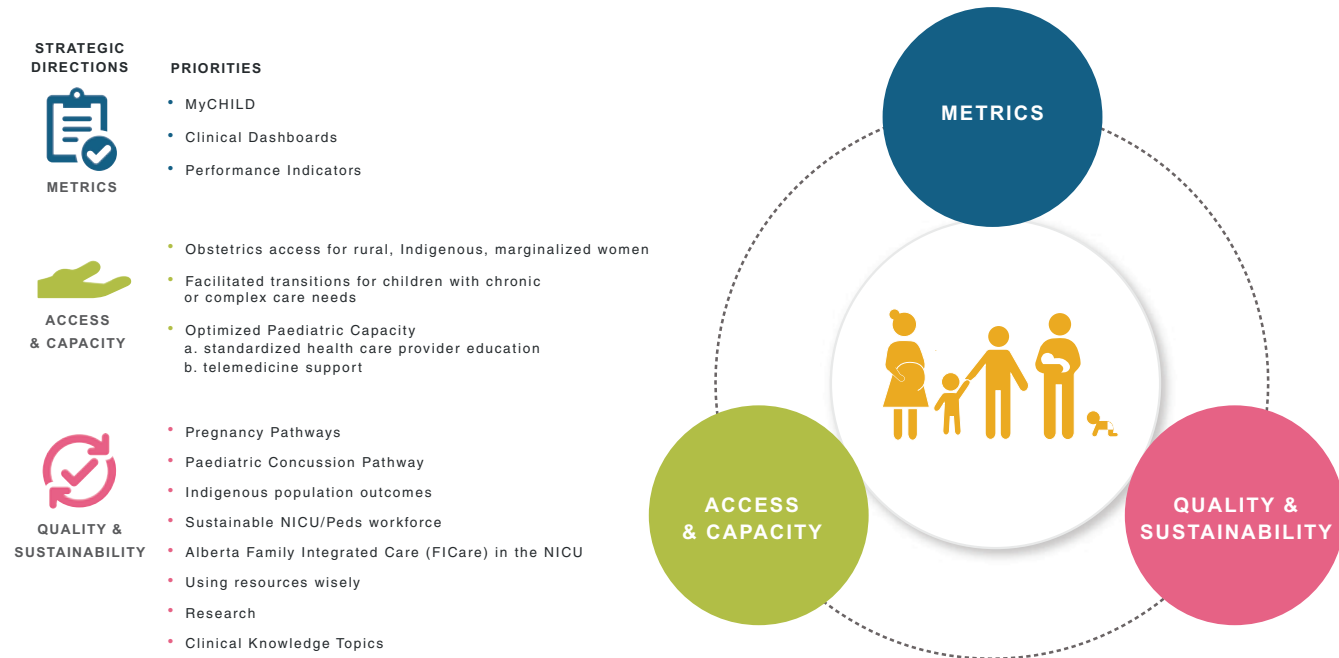 STRATEGIC
DIRECTIONS
PRIORITIES
METRICS
• MyCHILD
• Clinical Dashboards
• Performance Indicators
ACCESS
& CAPACITY
• Obstetrics access for rural, Indigenous, marginalized women
• Facilitated transitions for children with chronic
or complex care needs
• Optimized Paediatric Capacity
a. standardized health care provider education
b. telemedicine support
QUALITY &
SUSTAINABILITY
• Pregnancy Pathways
• Paediatric Concussion Pathway
• Indigenous population outcomes
• Sustainable NICU/Peds workforce
• Alberta Family Integrated Care (FICare) in the NICU
• Using resources wisely
• Research
• Clinical Knowledge Topics
METRICS
ACCESS
& CAPACITY
QUALITY &
SUSTAINABILITY